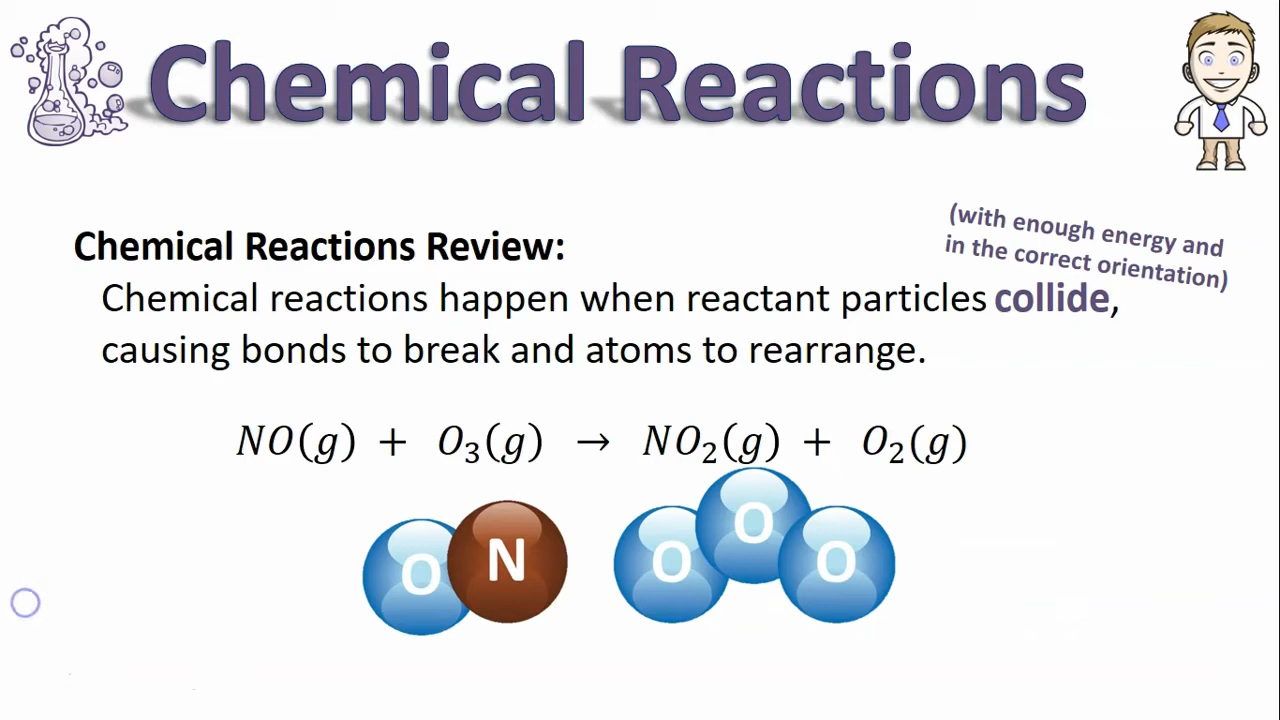 Chemical Reactions
(with enough energy and
in the correct orientation)
Chemical Reactions Review:
Chemical reactions happen when reactant particles collide,
causing bonds to break and atoms to rearrange.
NO(g) + O₃(g) → NO₂(g) + O₂(g)
O N O O O